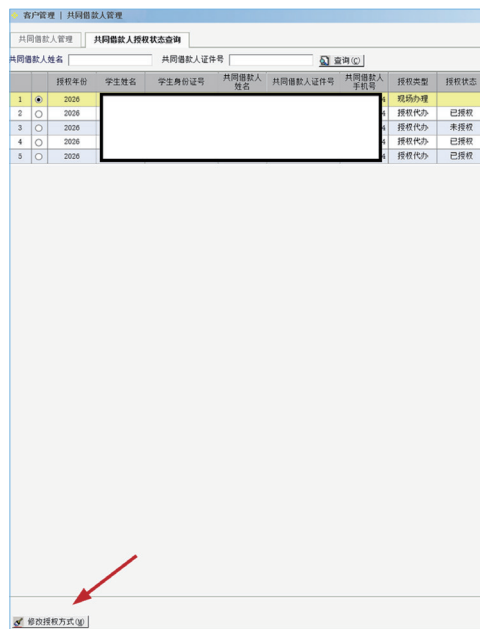 客户管理 | 共同借款人管理
共同借款人管理 共同借款人授权状态查询
共同借款人姓名 共同借款人证件号 查询(C)
授权年份 学生姓名 学生身份证号 共同借款人姓名 共同借款人证件号 共同借款人手机号 授权类型 授权状态
1 2026 4 现场办理
2 2026 4 授权代办 已授权
3 2026 4 授权代办 未授权
4 2026 4 授权代办 已授权
5 2026 4 授权代办 已授权
修改授权方式(M)